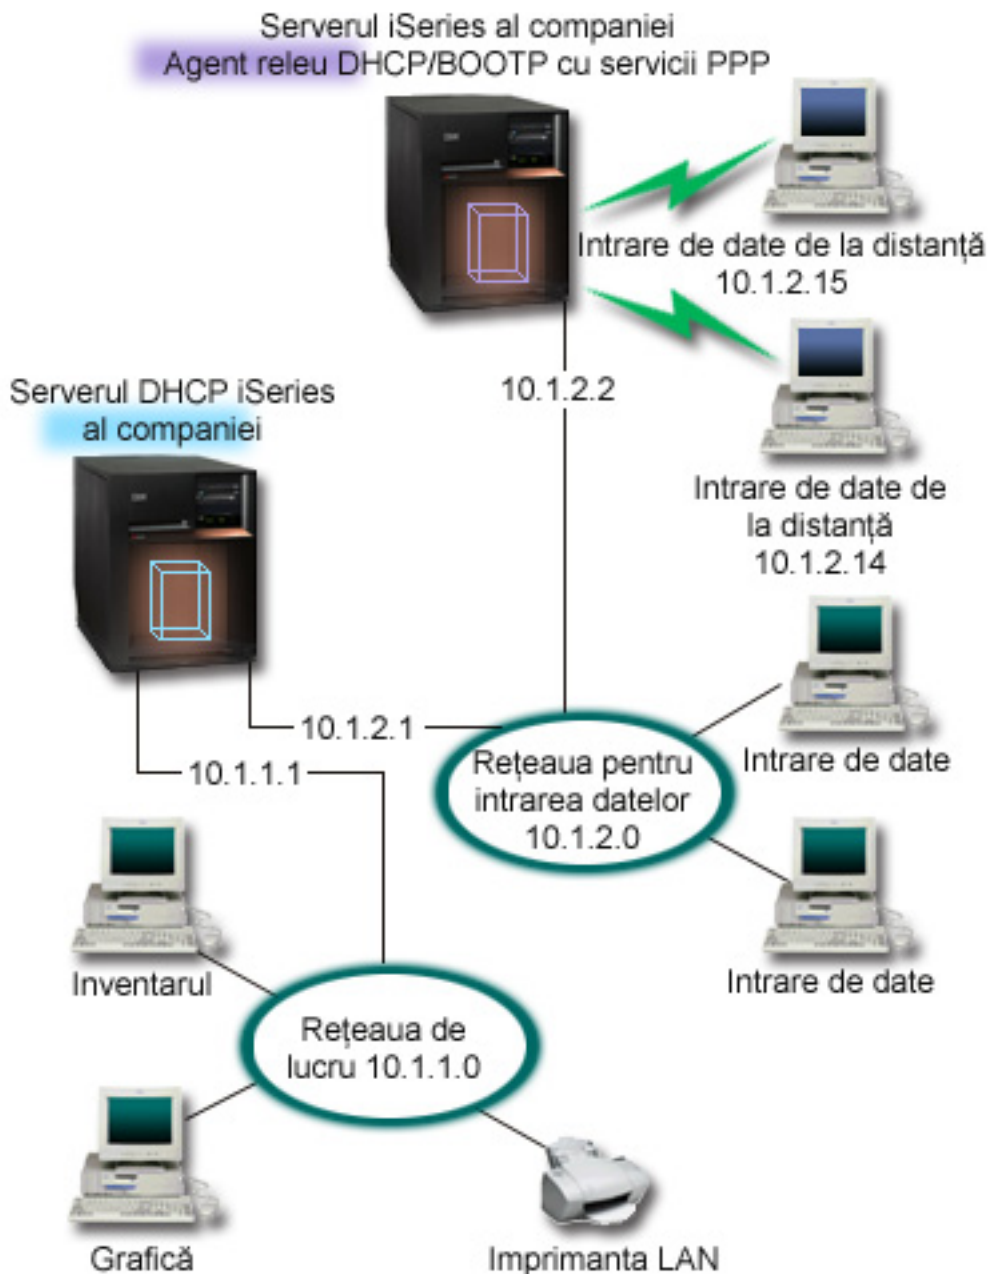 Serverul iSeries al companiei
Agent releu DHCP/BOOTP cu servicii PPP
Intrare de date de la distanță
10.1.2.15
10.1.2.2
Serverul DHCP iSeries
al companiei
Intrare de date de
la distanță
10.1.2.14
10.1.2.1
10.1.1.1
Rețeaua pentru
intrarea datelor
10.1.2.0
Intrare de date
Intrare de date
Inventarul
Rețeaua de
lucru 10.1.1.0
Grafică
Imprimanta LAN